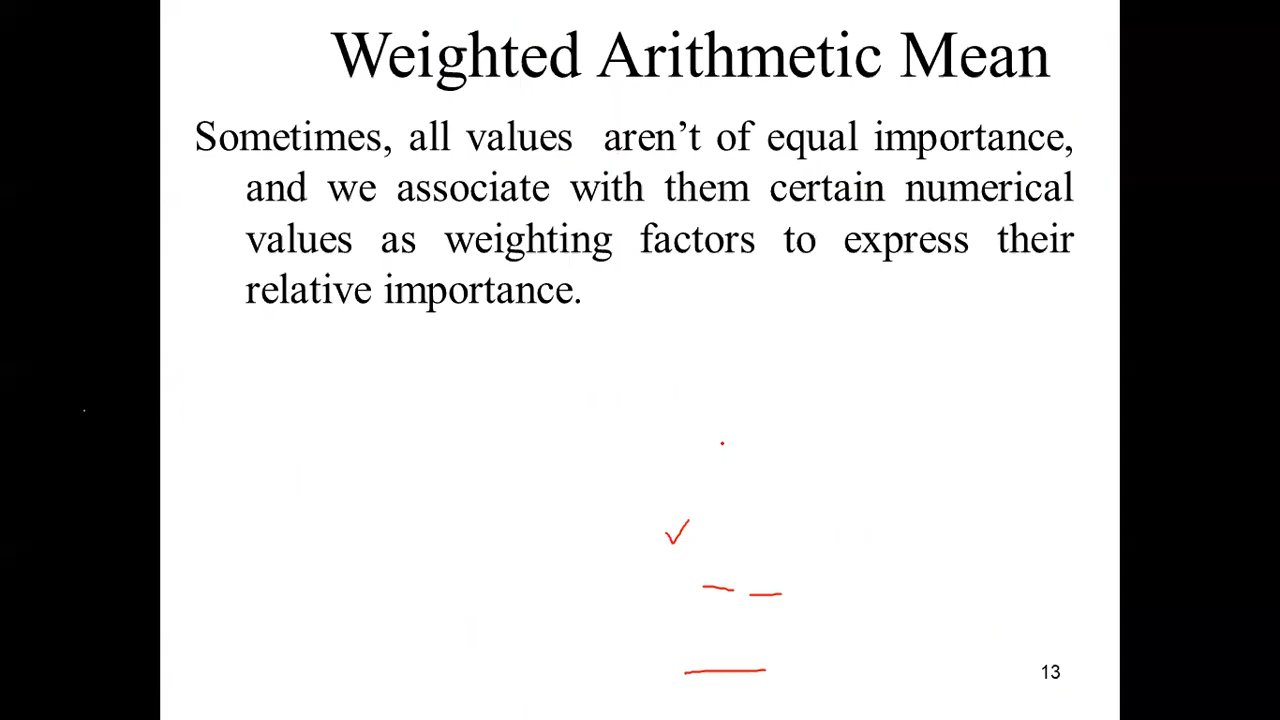 Weighted Arithmetic Mean
Sometimes, all values aren’t of equal importance,
and we associate with them certain numerical
values as weighting factors to express their
relative importance.
13